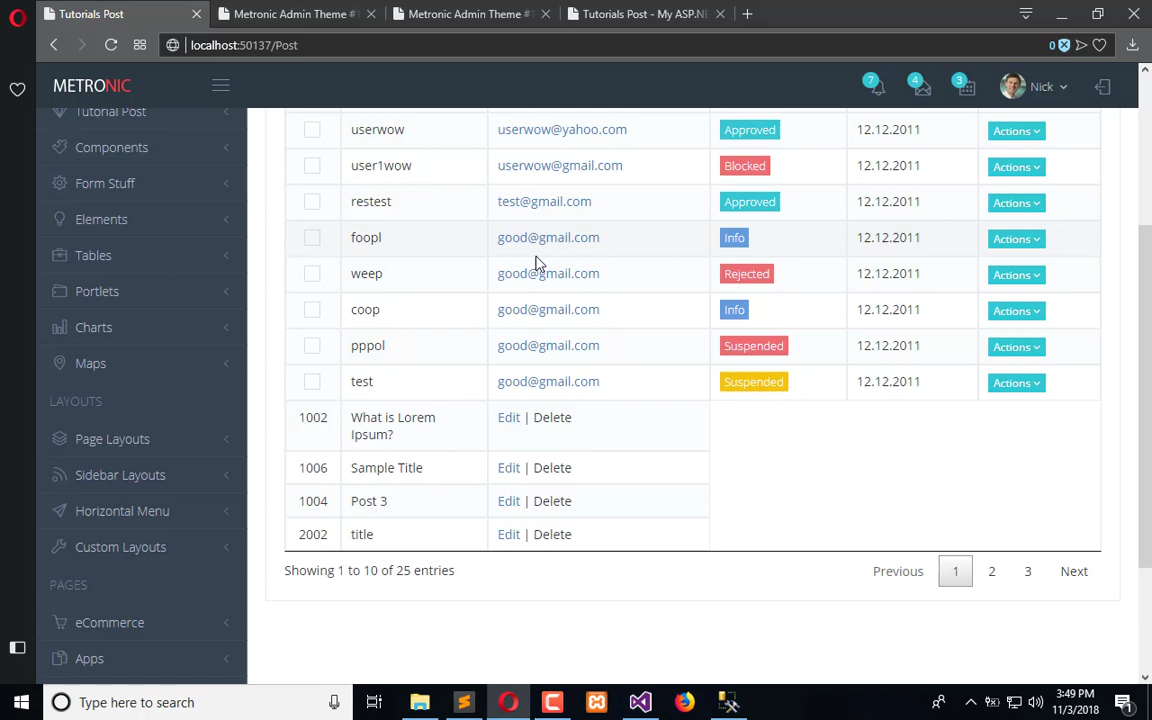 Tutorials Post
Metronic Admin Theme #1
Metronic Admin Theme #1
Tutorials Post - My ASP.NE
localhost:50137/Post
0
METRONIC
7
4
3
Nick
Tutorial Post
Components
Form Stuff
Elements
Tables
Portlets
Charts
Maps
LAYOUTS
Page Layouts
Sidebar Layouts
Horizontal Menu
Custom Layouts
PAGES
eCommerce
Apps
userwow userwow@yahoo.com Approved 12.12.2011 Actions
user1wow userwow@gmail.com Blocked 12.12.2011 Actions
restest test@gmail.com Approved 12.12.2011 Actions
foopl good@gmail.com Info 12.12.2011 Actions
weep good@gmail.com Rejected 12.12.2011 Actions
coop good@gmail.com Info 12.12.2011 Actions
pppol good@gmail.com Suspended 12.12.2011 Actions
test good@gmail.com Suspended 12.12.2011 Actions
1002 What is Lorem Edit | Delete
Ipsum?
1006 Sample Title Edit | Delete
1004 Post 3 Edit | Delete
2002 title Edit | Delete
Showing 1 to 10 of 25 entries
Previous 1 2 3 Next
Type here to search
3:49 PM
11/3/2018
1